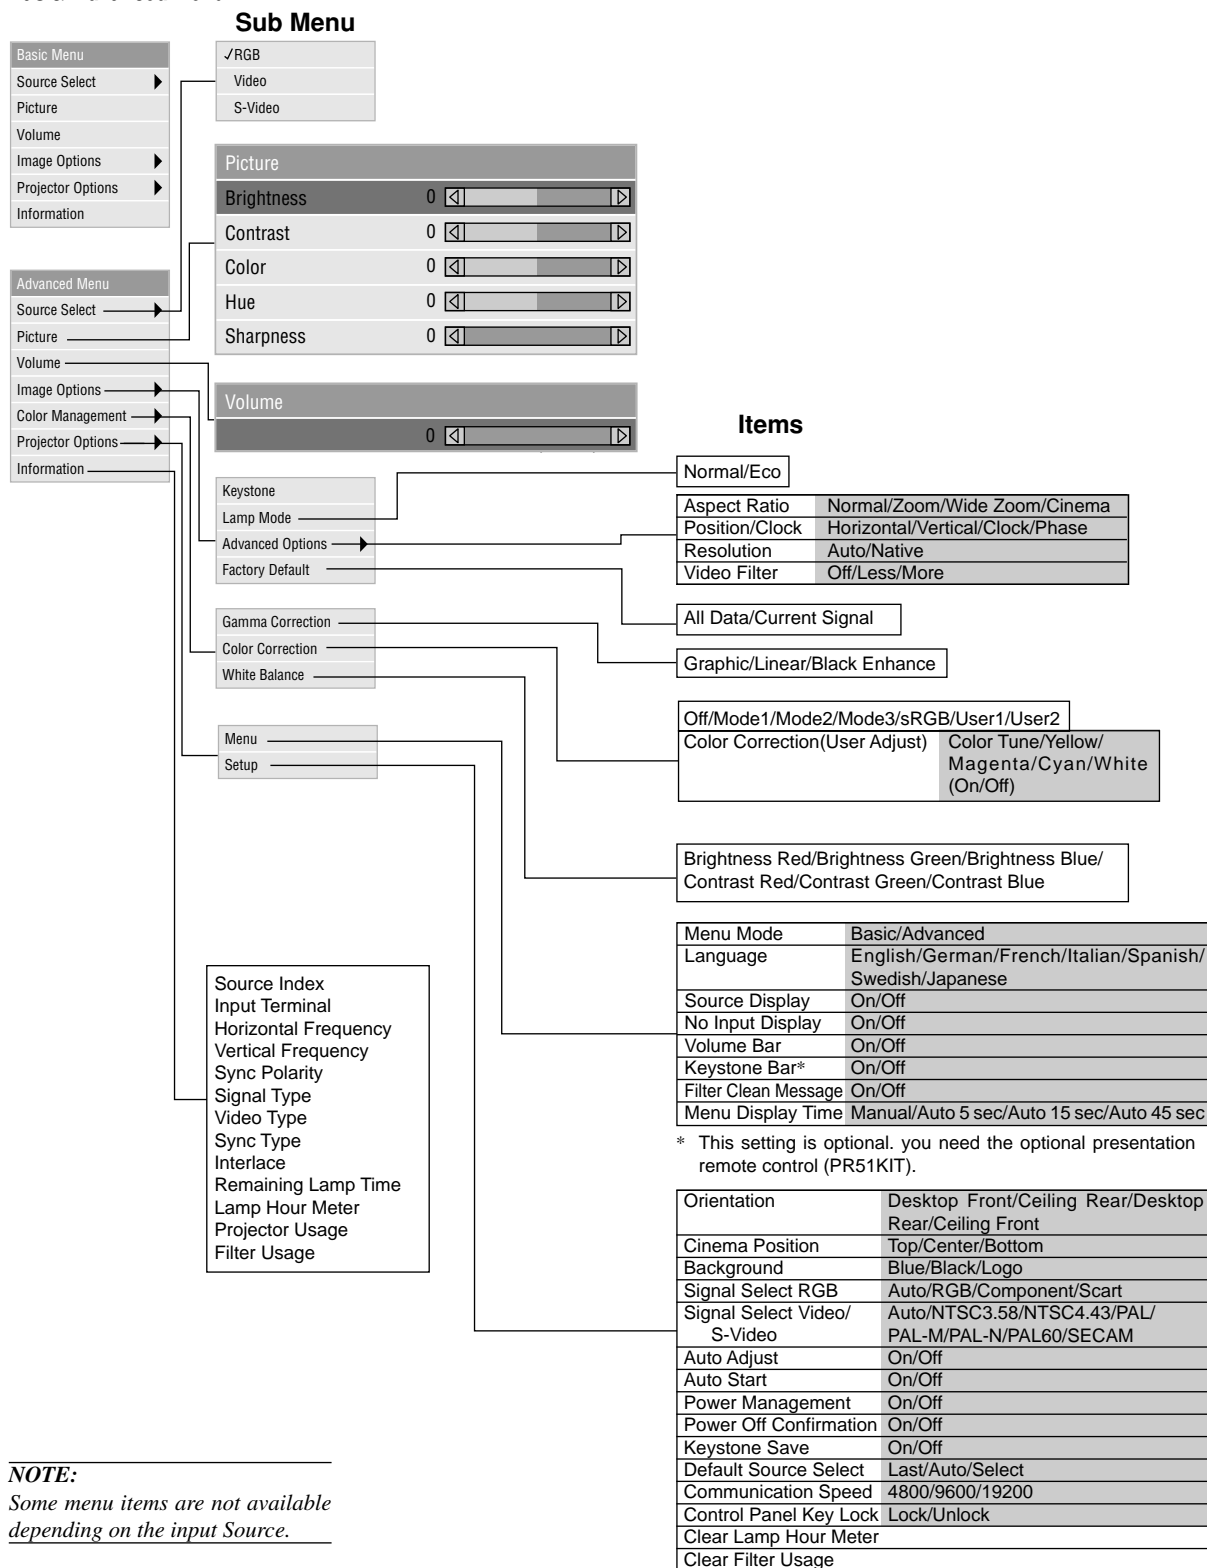 Sub Menu
Basic Menu
Source Select
Picture
Volume
Image Options
Projector Options
Information
✓RGB
Video
S-Video
Picture
Brightness 0
Contrast 0
Color 0
Hue 0
Sharpness 0
Advanced Menu
Source Select
Picture
Volume
Image Options
Color Management
Projector Options
Information
Volume
0
Items
Keystone
Lamp Mode
Advanced Options
Factory Default
Normal/Eco
Aspect Ratio Normal/Zoom/Wide Zoom/Cinema
Position/Clock Horizontal/Vertical/Clock/Phase
Resolution Auto/Native
Video Filter Off/Less/More
All Data/Current Signal
Gamma Correction
Color Correction
White Balance
Graphic/Linear/Black Enhance
Off/Mode1/Mode2/Mode3/sRGB/User1/User2
Color Correction(User Adjust) Color Tune/Yellow/
Magenta/Cyan/White
(On/Off)
Menu
Setup
Brightness Red/Brightness Green/Brightness Blue/
Contrast Red/Contrast Green/Contrast Blue
Menu Mode Basic/Advanced
Language English/German/French/Italian/Spanish/
Swedish/Japanese
Source Display On/Off
No Input Display On/Off
Volume Bar On/Off
Keystone Bar* On/Off
Filter Clean Message On/Off
Menu Display Time Manual/Auto 5 sec/Auto 15 sec/Auto 45 sec
* This setting is optional. you need the optional presentation
remote control (PR51KIT).
Source Index
Input Terminal
Horizontal Frequency
Vertical Frequency
Sync Polarity
Signal Type
Video Type
Sync Type
Interlace
Remaining Lamp Time
Lamp Hour Meter
Projector Usage
Filter Usage
Orientation Desktop Front/Ceiling Rear/Desktop
Rear/Ceiling Front
Cinema Position Top/Center/Bottom
Background Blue/Black/Logo
Signal Select RGB Auto/RGB/Component/Scart
Signal Select Video/ Auto/NTSC3.58/NTSC4.43/PAL/
S-Video PAL-M/PAL-N/PAL60/SECAM
Auto Adjust On/Off
Auto Start On/Off
Power Management On/Off
Power Off Confirmation On/Off
Keystone Save On/Off
Default Source Select Last/Auto/Select
Communication Speed 4800/9600/19200
Control Panel Key Lock Lock/Unlock
Clear Lamp Hour Meter
Clear Filter Usage
NOTE:
Some menu items are not available
depending on the input Source.